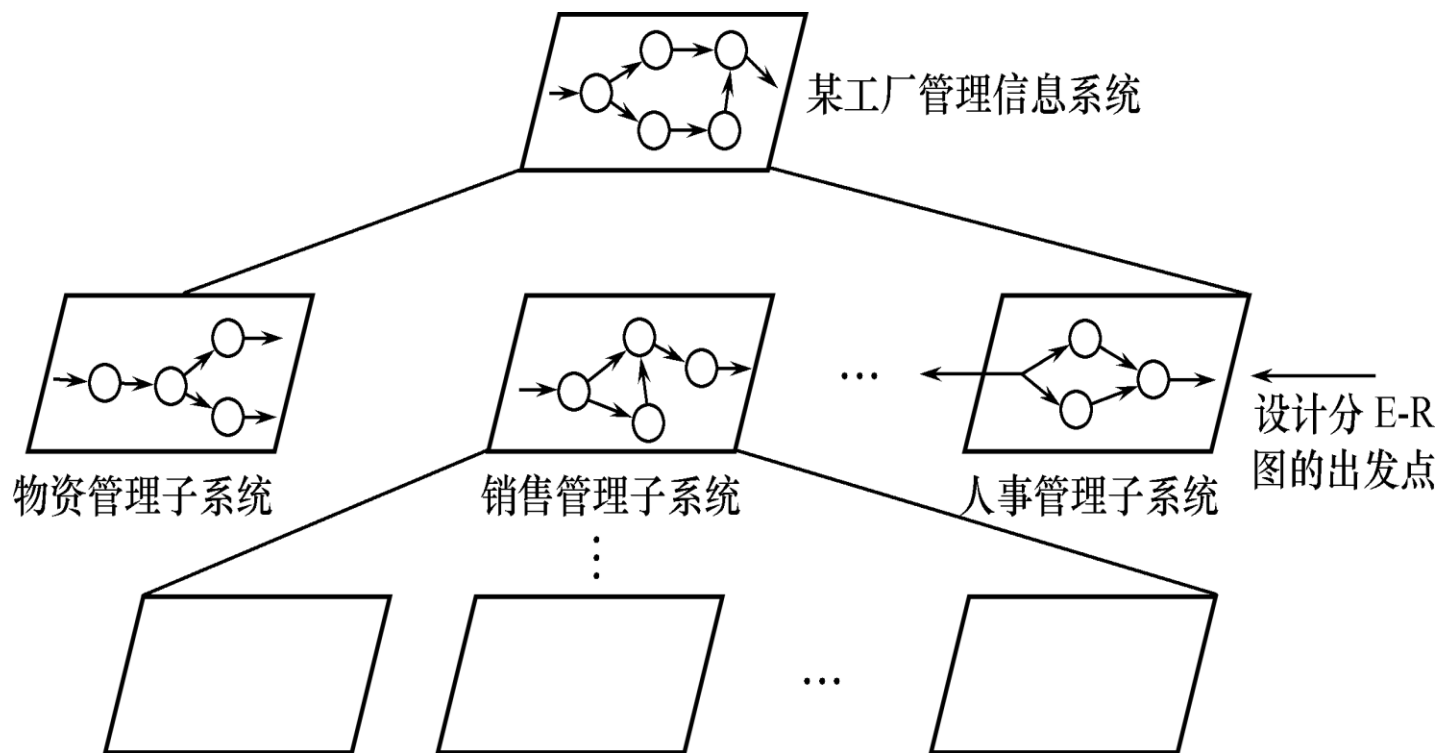 某工厂管理信息系统
…
设计分 E-R
图的出发点
物资管理子系统
销售管理子系统
人事管理子系统
⋮
…